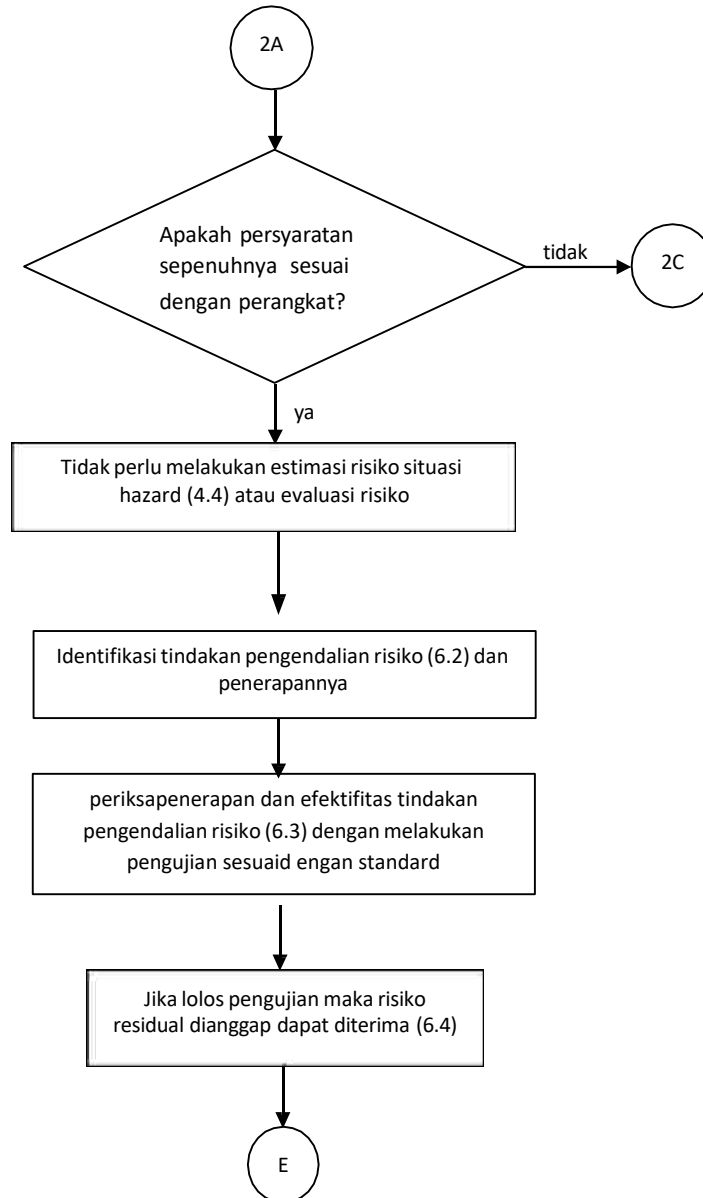 2A
Apakah persyaratan
sepenuhnya sesuai
dengan perangkat?
tidak
2C
ya
Tidak perlu melakukan estimasi risiko situasi
hazard (4.4) atau evaluasi risiko
Identifikasi tindakan pengendalian risiko (6.2) dan
penerapannya
periksapenerapan dan efektifitas tindakan
pengendalian risiko (6.3) dengan melakukan
pengujian sesuaid engan standard
Jika lolos pengujian maka risiko
residual dianggap dapat diterima (6.4)
E